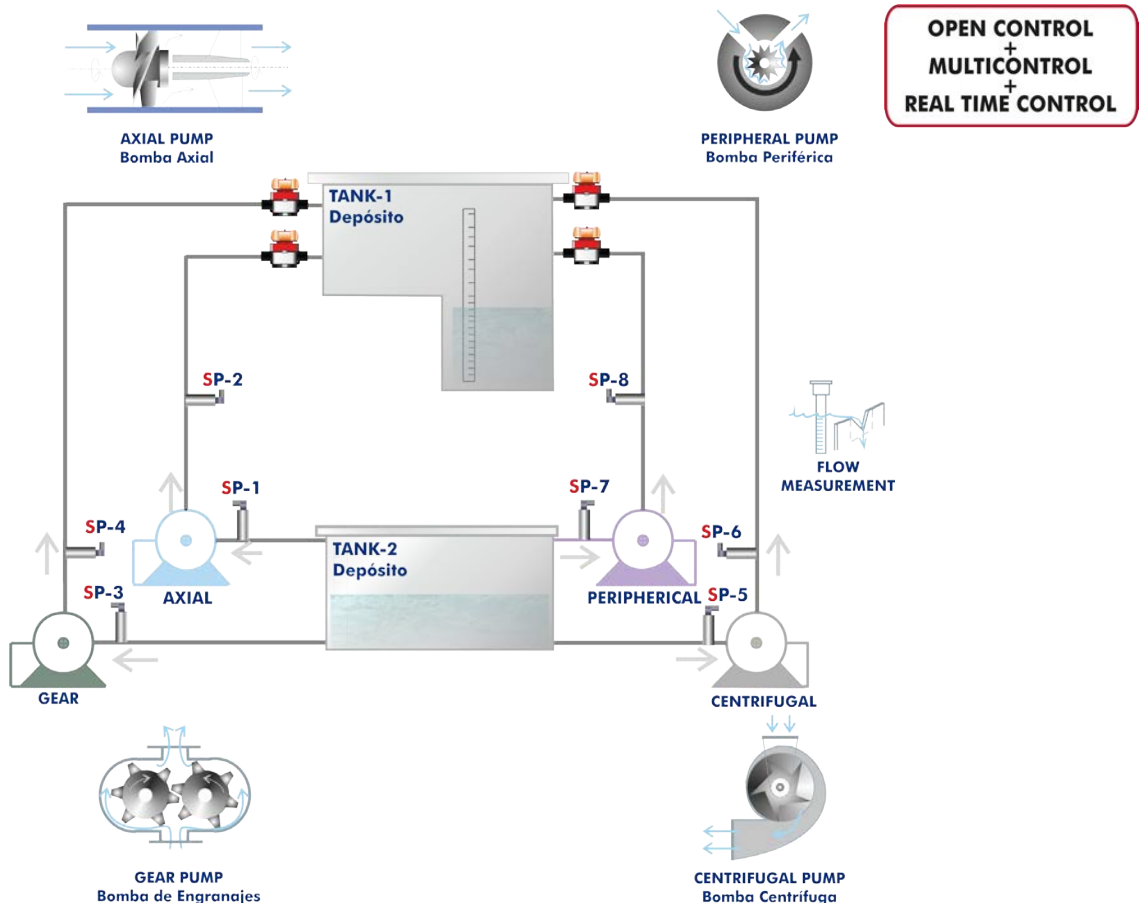 OPEN CONTROL
+
MULTICONTROL
+
REAL TIME CONTROL
AXIAL PUMP
Bomba Axial
PERIPHERAL PUMP
Bomba Periférica
TANK-1
Depósito
SP-2
SP-8
FLOW
MEASUREMENT
SP-1
SP-7
SP-4
SP-6
TANK-2
Depósito
AXIAL
PERIPHERICAL
SP-3
SP-5
GEAR
CENTRIFUGAL
GEAR PUMP
Bomba de Engranajes
CENTRIFUGAL PUMP
Bomba Centrífuga